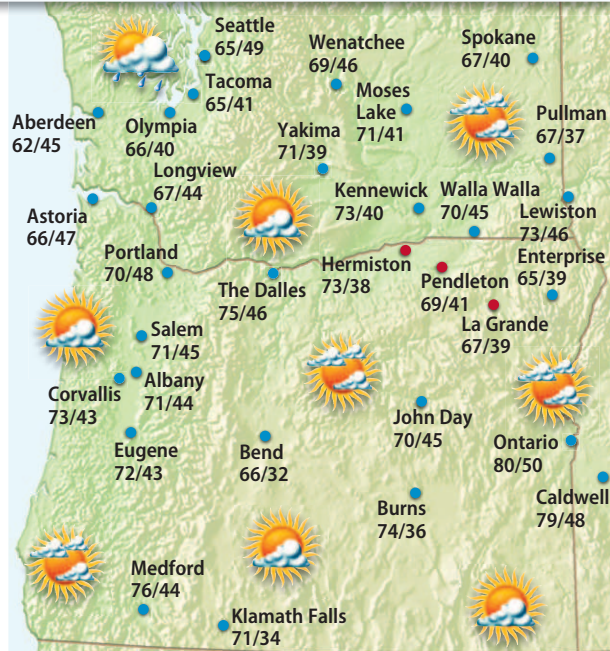 Seattle
65/49
Wenatchee
69/46
Spokane
67/40
Tacoma
65/41
Moses
Lake
71/41
Aberdeen
62/45
Olympia
66/40
Yakima
71/39
Pullman
67/37
Longview
67/44
Kennewick
73/40
Walla Walla
70/45
Lewiston
73/46
Astoria
66/47
Portland
70/48
The Dalles
75/46
Hermiston
73/38
Pendleton
69/41
Enterprise
65/39
La Grande
67/39
Salem
71/45
Corvallis
73/43
Albany
71/44
John Day
70/45
Eugene
72/43
Bend
66/32
Ontario
80/50
Caldwell
79/48
Burns
74/36
Medford
76/44
Klamath Falls
71/34